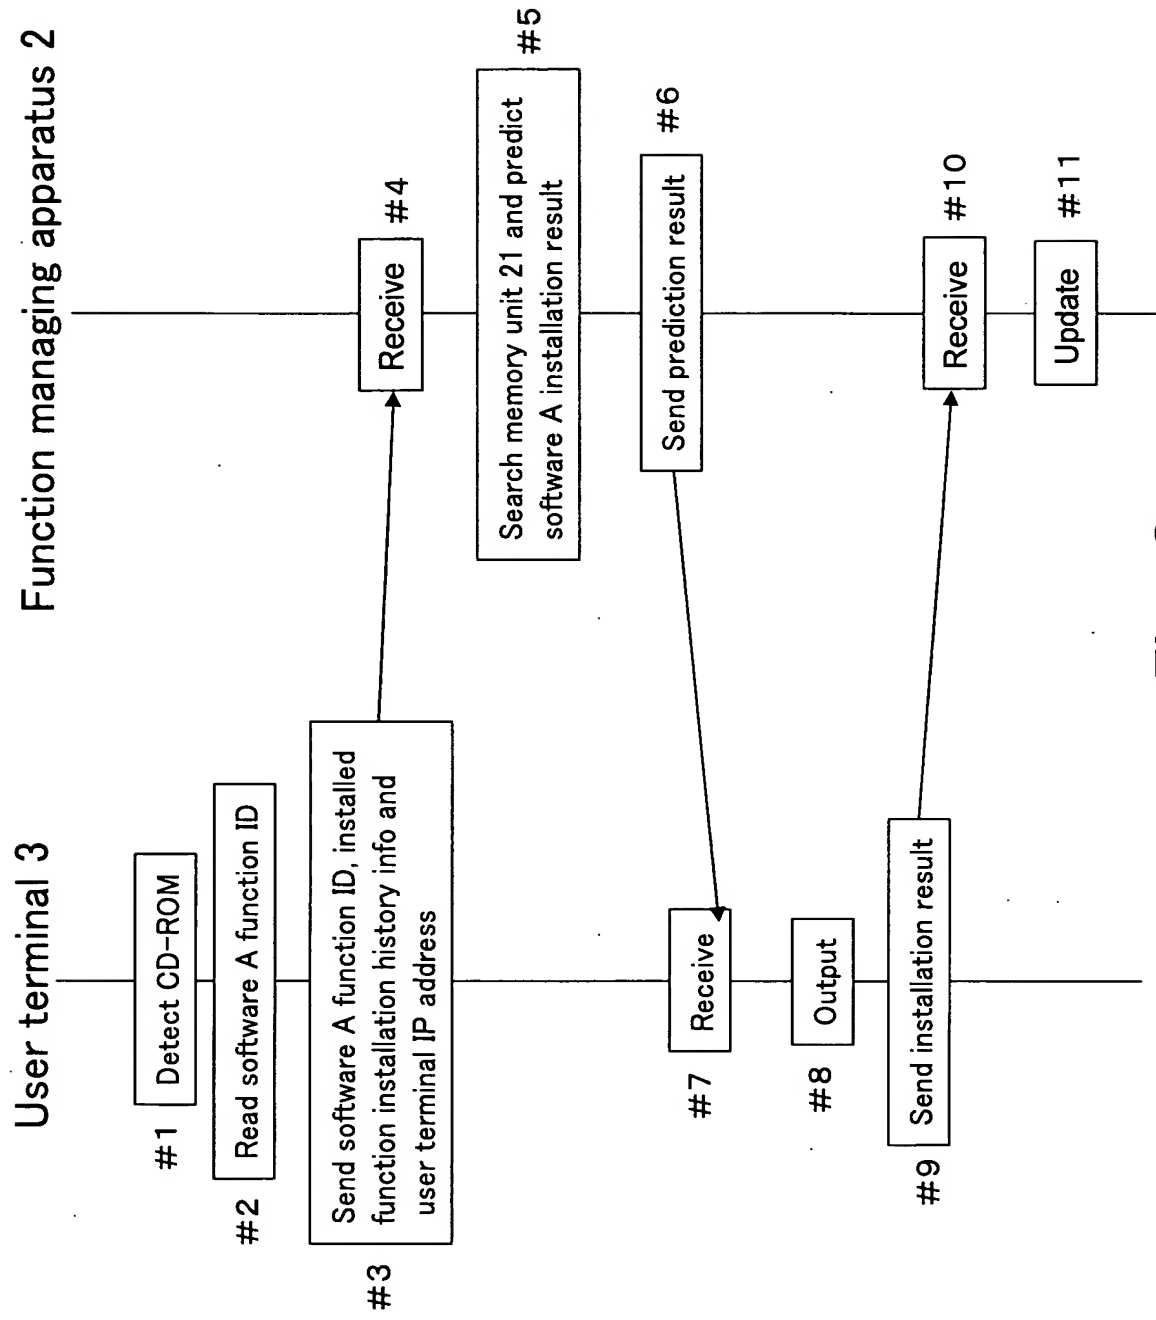 User terminal 3
Function managing apparatus 2
#1
Detect CD-ROM
#2
Read software A function ID
#3
Send software A function ID, installed
function installation history info and
user terminal IP address
Receive
#4
Search memory unit 21 and predict
software A installation result
#5
Send prediction result
#6
#7
Receive
#8
Output
#9
Send installation result
Receive
#10
Update
#11